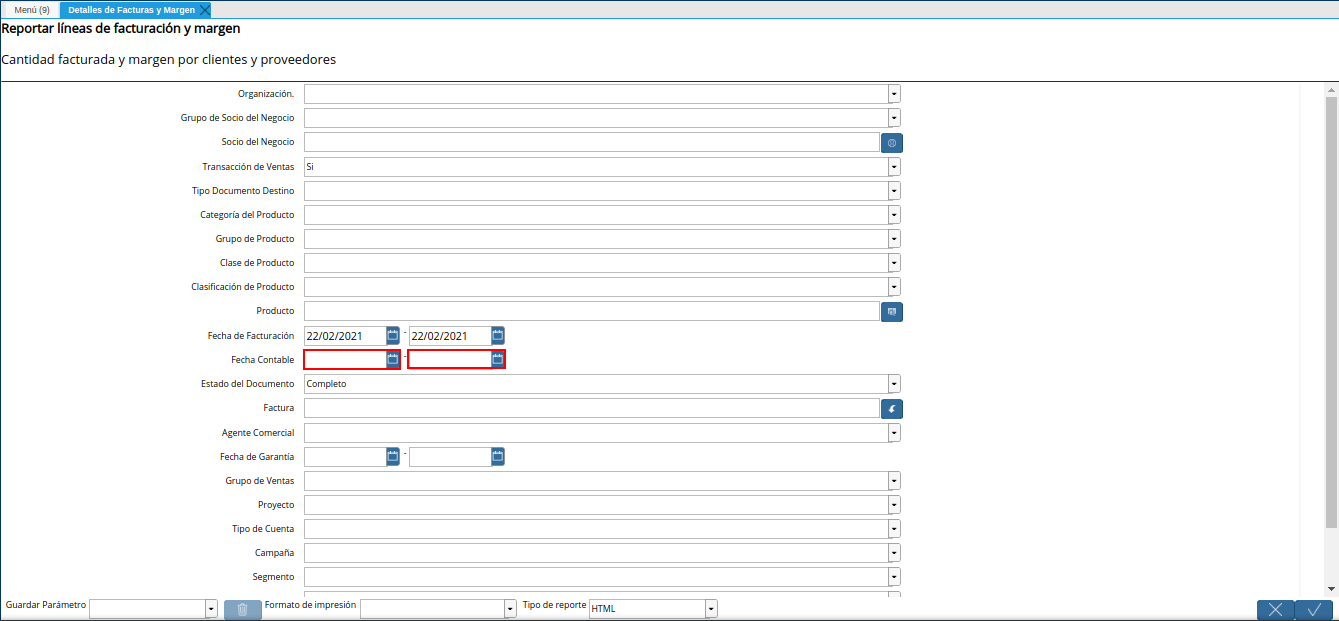 Menú (9) Detalles de Facturas y Margen
Reportar líneas de facturación y margen
Cantidad facturada y margen por clientes y proveedores
Organización.
Grupo de Socio del Negocio
Socio del Negocio
Transacción de Ventas Si
Tipo Documento Destino
Categoría del Producto
Grupo de Producto
Clase de Producto
Clasificación de Producto
Producto
Fecha de Facturación 22/02/2021 - 22/02/2021
Fecha Contable -
Estado del Documento Completo
Factura
Agente Comercial
Fecha de Garantía -
Grupo de Ventas
Proyecto
Tipo de Cuenta
Campaña
Segmento
Guardar Parámetro Formato de impresión Tipo de reporte HTML